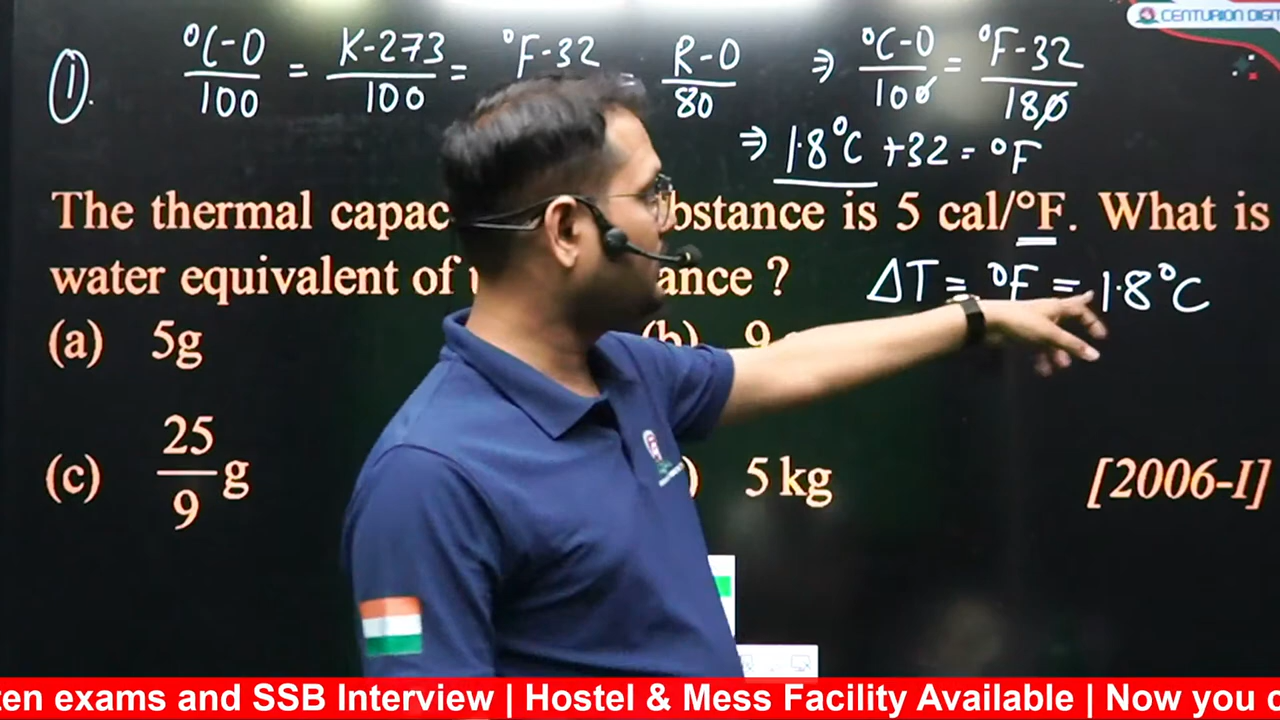 CENTURION DIGIT
①. °C-0/100 = K-273/100 = °F-32 = R-0/80 ⇒ °C-0/100 = °F-32/180
⇒ 1.8°C +32 = °F
The thermal capac bstance is 5 cal/°F. What is
water equivalent of ance ?
ΔT = °F = 1.8°C
(a) 5g
(b) 9
(c) 25/9 g
) 5 kg
[2006-I]
ten exams and SSB Interview | Hostel & Mess Facility Available | Now you c